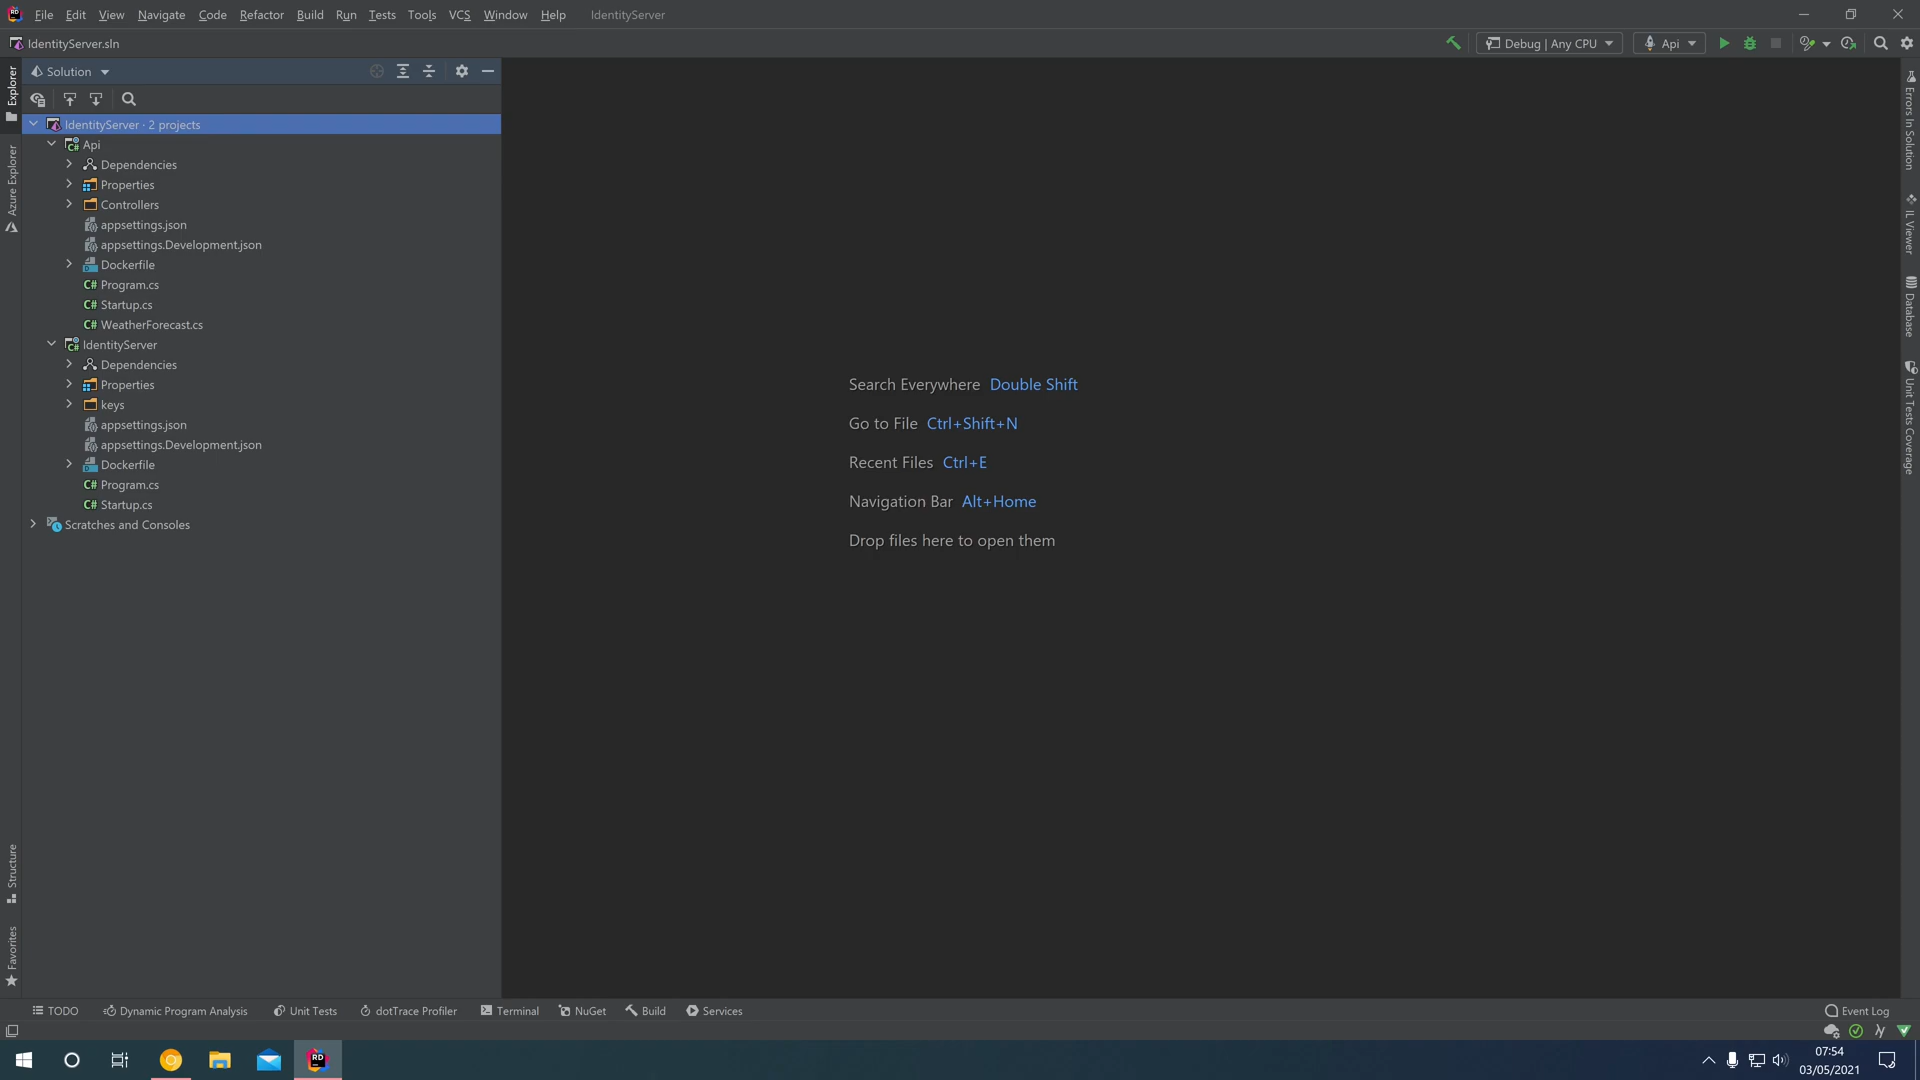 File Edit View Navigate Code Refactor Build Run Tests Tools VCS Window Help IdentityServer
IdentityServer.sln
Debug | Any CPU
Api
Solution
IdentityServer · 2 projects
Api
Dependencies
Properties
Controllers
appsettings.json
appsettings.Development.json
Dockerfile
C# Program.cs
C# Startup.cs
C# WeatherForecast.cs
IdentityServer
Dependencies
Properties
keys
appsettings.json
appsettings.Development.json
Dockerfile
C# Program.cs
C# Startup.cs
Scratches and Consoles
Explorer
Azure Explorer
Structure
Favorites
Search Everywhere Double Shift
Go to File Ctrl+Shift+N
Recent Files Ctrl+E
Navigation Bar Alt+Home
Drop files here to open them
Errors In Solution
IL Viewer
Database
Unit Tests Coverage
TODO Dynamic Program Analysis Unit Tests dotTrace Profiler Terminal NuGet Build Services Event Log
RD
07:54
03/05/2021